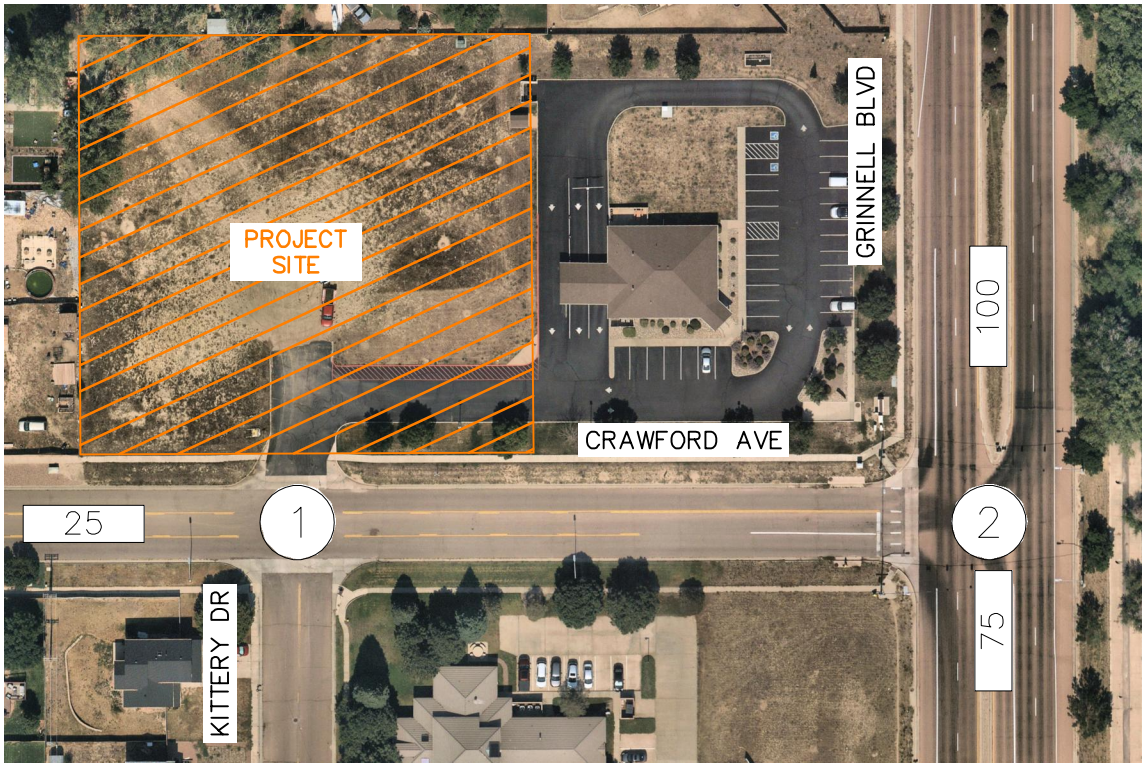 GRINNELL BLVD
PROJECT
SITE
100
CRAWFORD AVE
25
1
2
KITTERY DR
75